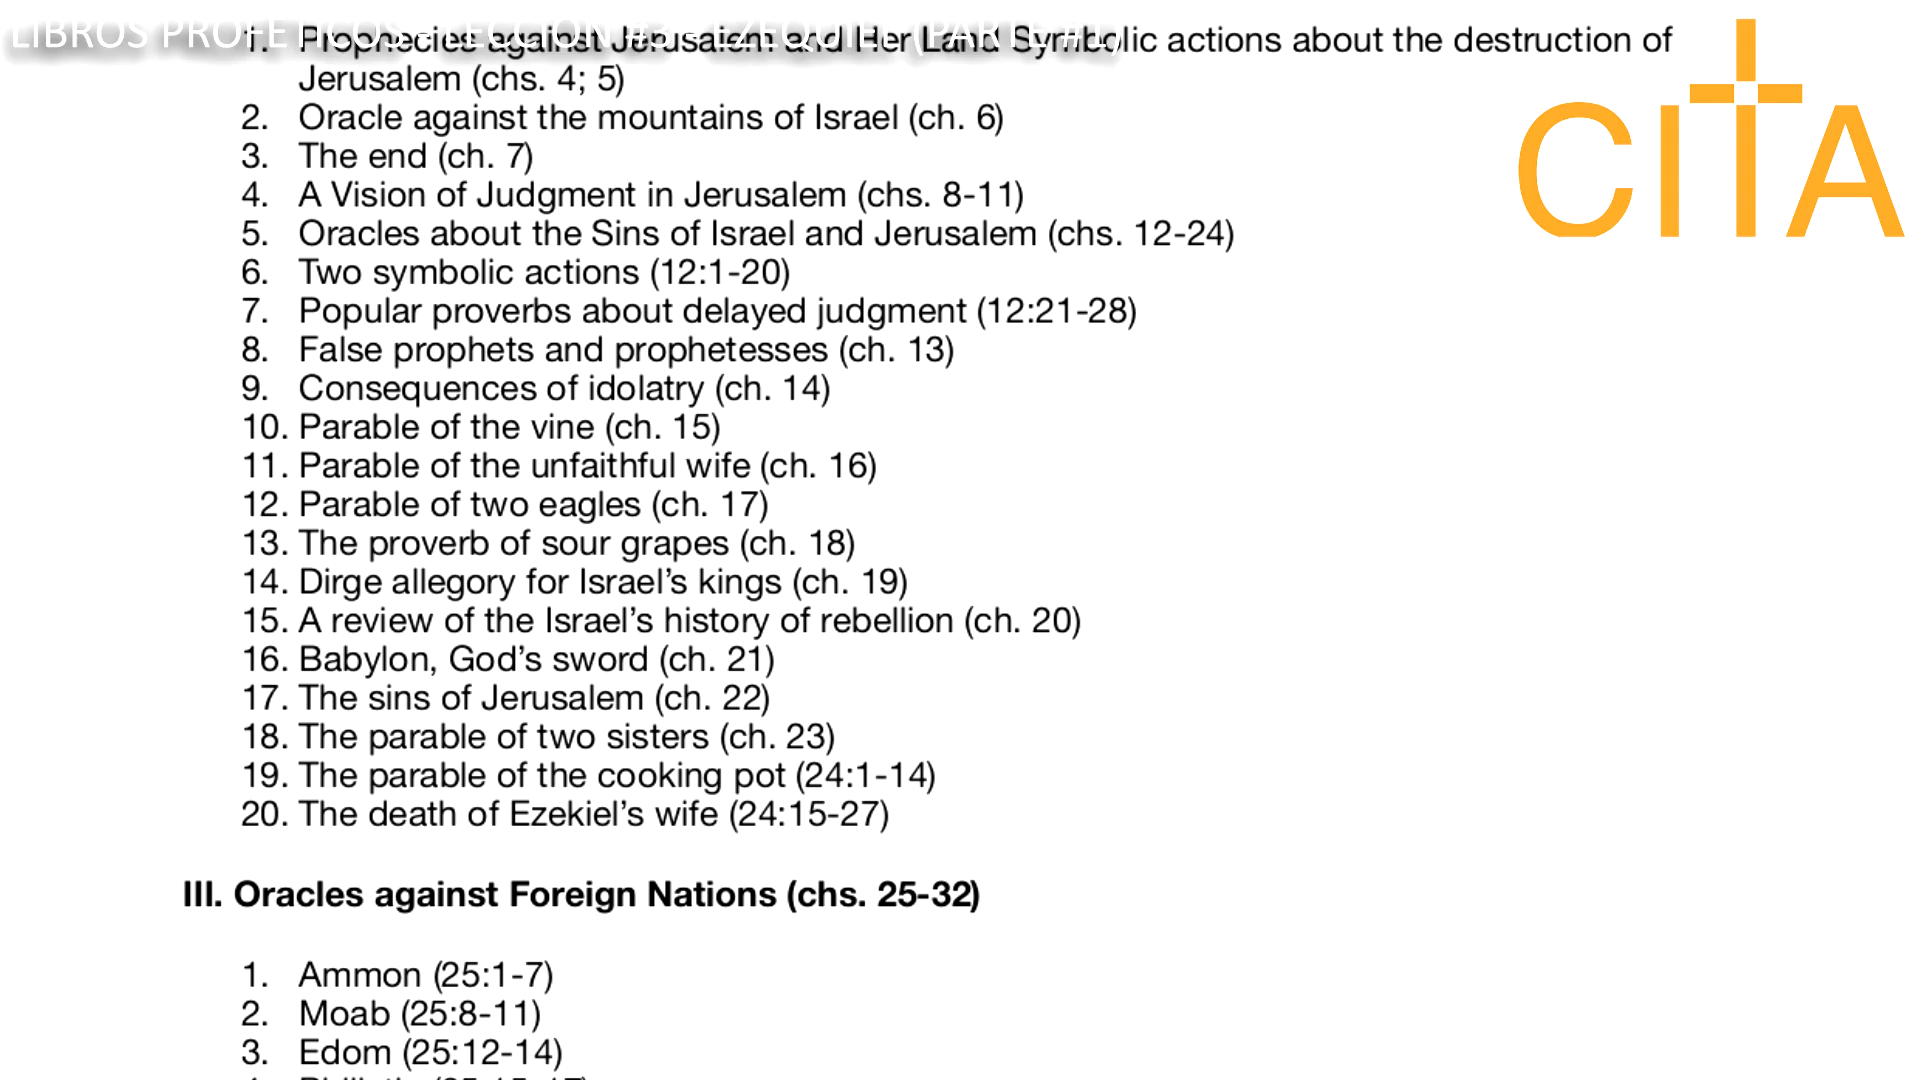 LIBROS PROFÉTICOS - LECCIÓN #3 - EZEQUIEL (PARTE #1)
1. Prophecies against Jerusalem and Her Land Symbolic actions about the destruction of
Jerusalem (chs. 4; 5)
2. Oracle against the mountains of Israel (ch. 6)
3. The end (ch. 7)
4. A Vision of Judgment in Jerusalem (chs. 8-11)
5. Oracles about the Sins of Israel and Jerusalem (chs. 12-24)
6. Two symbolic actions (12:1-20)
7. Popular proverbs about delayed judgment (12:21-28)
8. False prophets and prophetesses (ch. 13)
9. Consequences of idolatry (ch. 14)
10. Parable of the vine (ch. 15)
11. Parable of the unfaithful wife (ch. 16)
12. Parable of two eagles (ch. 17)
13. The proverb of sour grapes (ch. 18)
14. Dirge allegory for Israel’s kings (ch. 19)
15. A review of the Israel’s history of rebellion (ch. 20)
16. Babylon, God’s sword (ch. 21)
17. The sins of Jerusalem (ch. 22)
18. The parable of two sisters (ch. 23)
19. The parable of the cooking pot (24:1-14)
20. The death of Ezekiel’s wife (24:15-27)
III. Oracles against Foreign Nations (chs. 25-32)
1. Ammon (25:1-7)
2. Moab (25:8-11)
3. Edom (25:12-14)
CITA